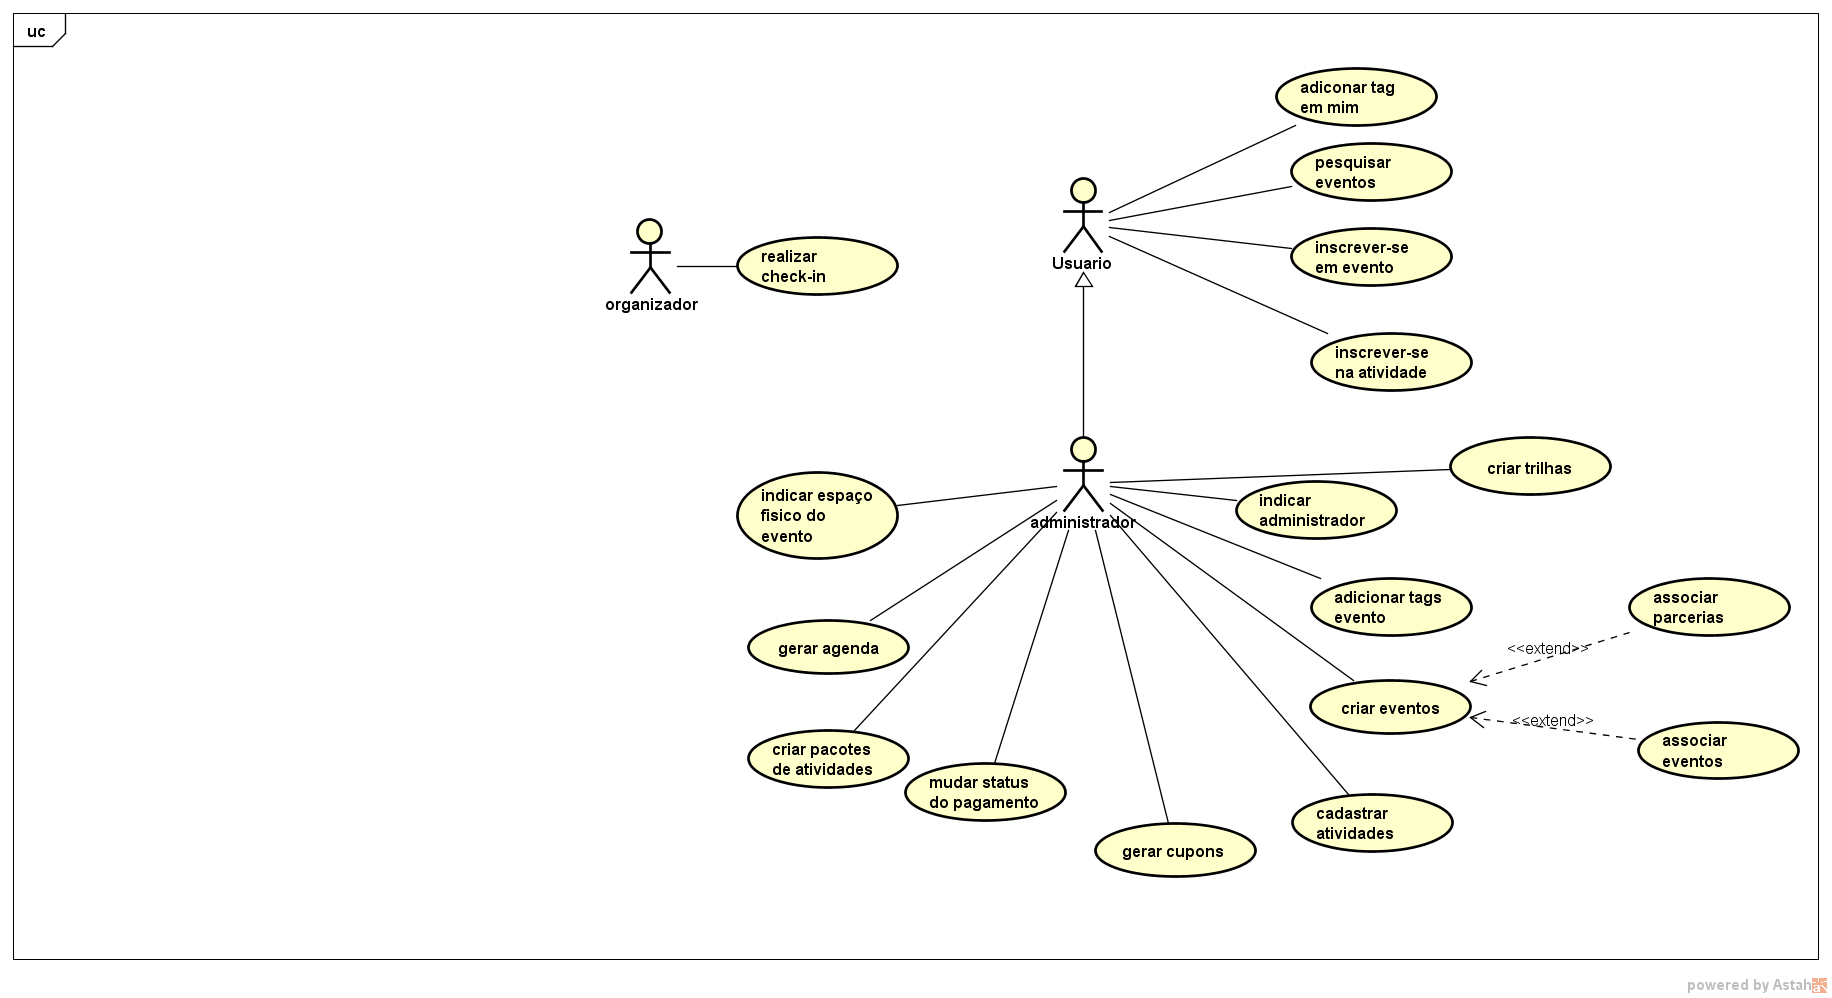 uc
adiconar tag
em mim
pesquisar
eventos
inscrever-se
em evento
Usuario
realizar
check-in
organizador
inscrever-se
na atividade
criar trilhas
indicar espaço
fisico do
evento
indicar
administrador
administrador
adicionar tags
evento
associar
parcerias
gerar agenda
<<extend>>
criar eventos
<<extend>>
associar
eventos
criar pacotes
de atividades
mudar status
do pagamento
cadastrar
atividades
gerar cupons
powered by Astah